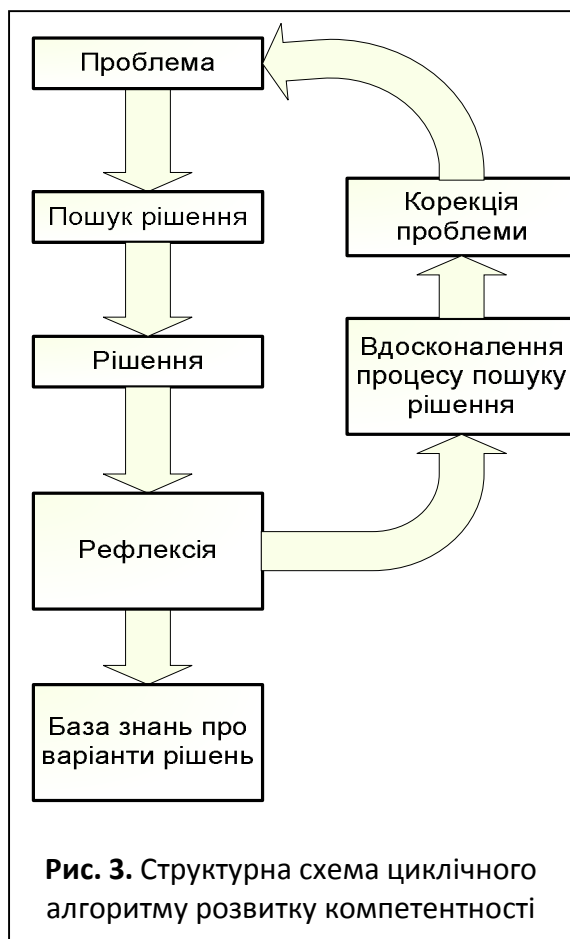 Проблема
Пошук рішення
Рішення
Рефлексія
База знань про
варіанти рішень
Вдосконалення
процесу пошуку
рішення
Корекція
проблеми
Рис. 3. Структурна схема циклічного
алгоритму розвитку компетентності